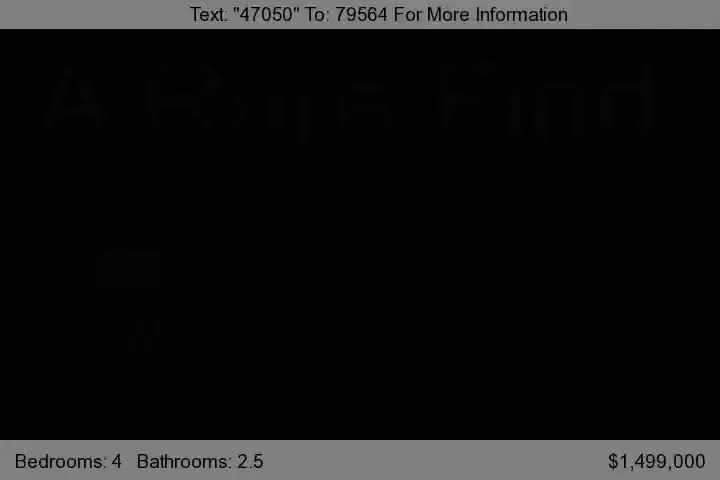 Text: "47050" To: 79564 For More Information
A Rare Find
Bedrooms: 4 Bathrooms: 2.5
$1,499,000